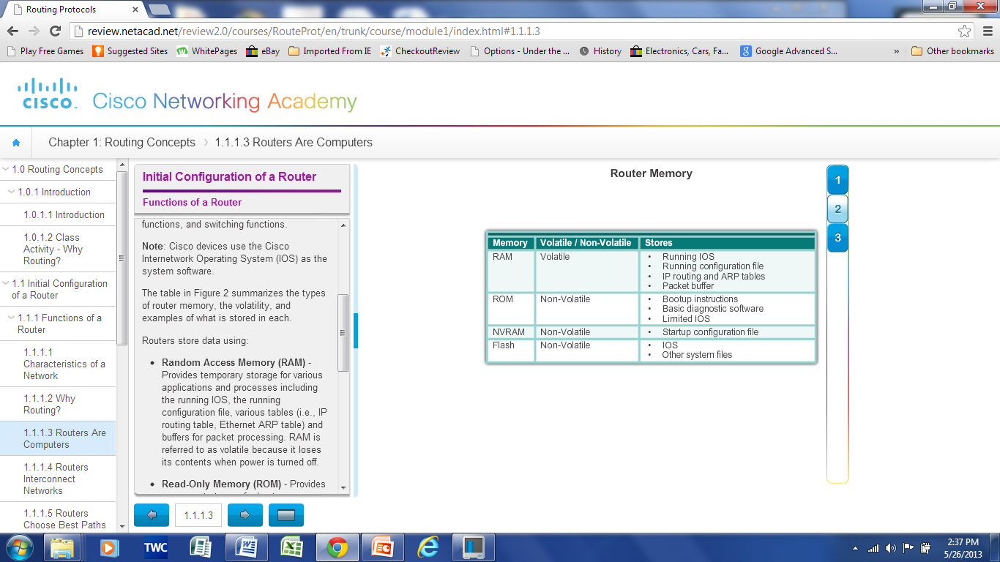 Routing Protocols
review.netacad.net/review2.0/courses/RouteProt/en/trunk/course/module1/index.html#1.1.1.3
Play Free Games Suggested Sites WhitePages eBay Imported From IE CheckoutReview Options - Under the ... History Electronics, Cars, Fa... Google Advanced S... » Other bookmarks
CISCO. Cisco Networking Academy
Chapter 1: Routing Concepts › 1.1.1.3 Routers Are Computers
1.0 Routing Concepts
1.0.1 Introduction
1.0.1.1 Introduction
1.0.1.2 Class
Activity - Why
Routing?
1.1 Initial Configuration
of a Router
1.1.1 Functions of a
Router
1.1.1.1
Characteristics of a
Network
1.1.1.2 Why
Routing?
1.1.1.3 Routers Are
Computers
1.1.1.4 Routers
Interconnect
Networks
1.1.1.5 Routers
Choose Best Paths
Initial Configuration of a Router
Functions of a Router
functions, and switching functions.
Note: Cisco devices use the Cisco
Internetwork Operating System (IOS) as the
system software.
The table in Figure 2 summarizes the types
of router memory, the volatility, and
examples of what is stored in each.
Routers store data using:
• Random Access Memory (RAM) -
Provides temporary storage for various
applications and processes including
the running IOS, the running
configuration file, various tables (i.e., IP
routing table, Ethernet ARP table) and
buffers for packet processing. RAM is
referred to as volatile because it loses
its contents when power is turned off.
• Read-Only Memory (ROM) - Provides
1.1.1.3
Router Memory
Memory Volatile / Non-Volatile Stores
RAM Volatile • Running IOS
• Running configuration file
• IP routing and ARP tables
• Packet buffer
ROM Non-Volatile • Bootup instructions
• Basic diagnostic software
• Limited IOS
NVRAM Non-Volatile • Startup configuration file
Flash Non-Volatile • IOS
• Other system files
1
2
3
TWC
2:37 PM
5/26/2013